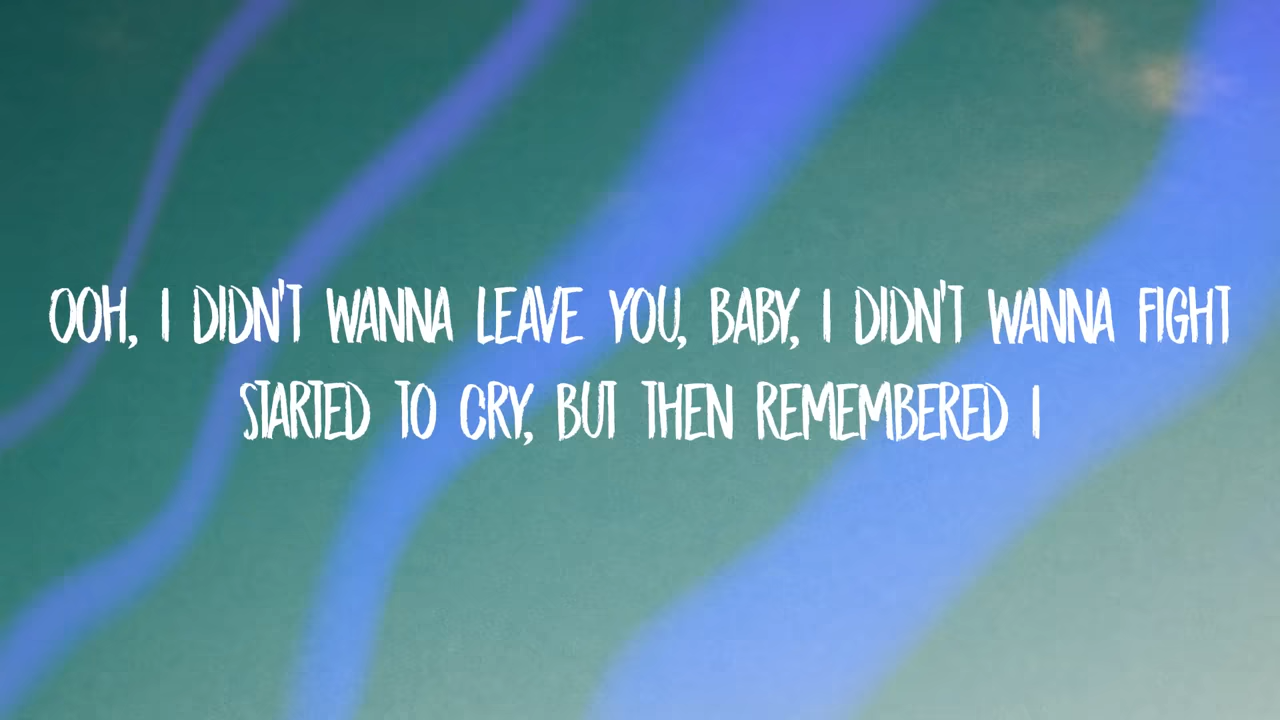 OOH, I DIDN'T WANNA LEAVE YOU, BABY, I DIDN'T WANNA FIGHT
STARTED TO CRY, BUT THEN REMEMBERED I